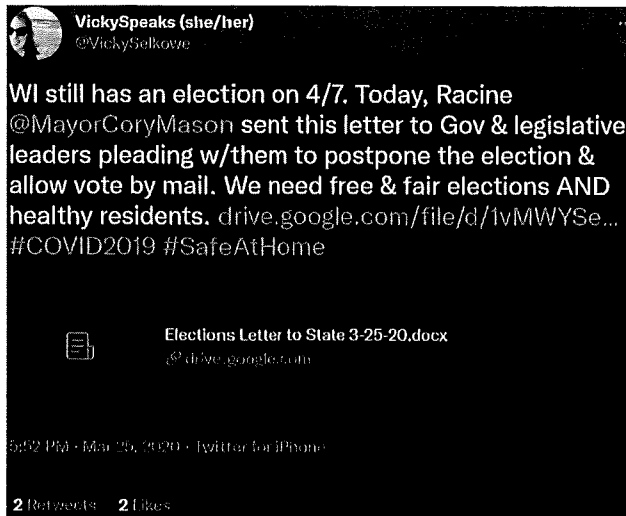 VickySpeaks (she/her)
@VickySelkowe
WI still has an election on 4/7. Today, Racine
@MayorCoryMason sent this letter to Gov & legislative
leaders pleading w/them to postpone the election &
allow vote by mail. We need free & fair elections AND
healthy residents. drive.google.com/file/d/1vMWYSe...
#COVID2019 #SafeAtHome
Elections Letter to State 3-25-20.docx
drive.google.com
5:52 PM · Mar 25, 2020 · Twitter for iPhone
2 Retweets 2 Likes